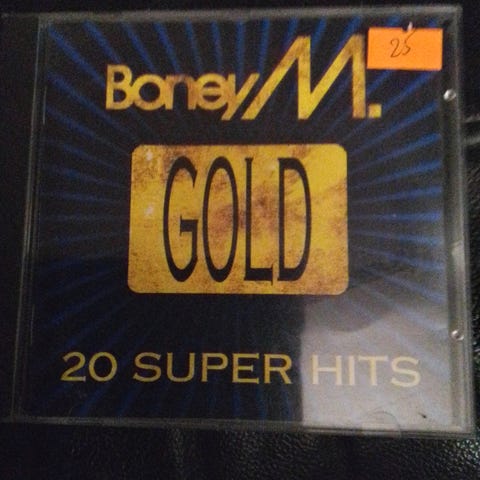 Boney M.
25
GOLD
20 SUPER HITS